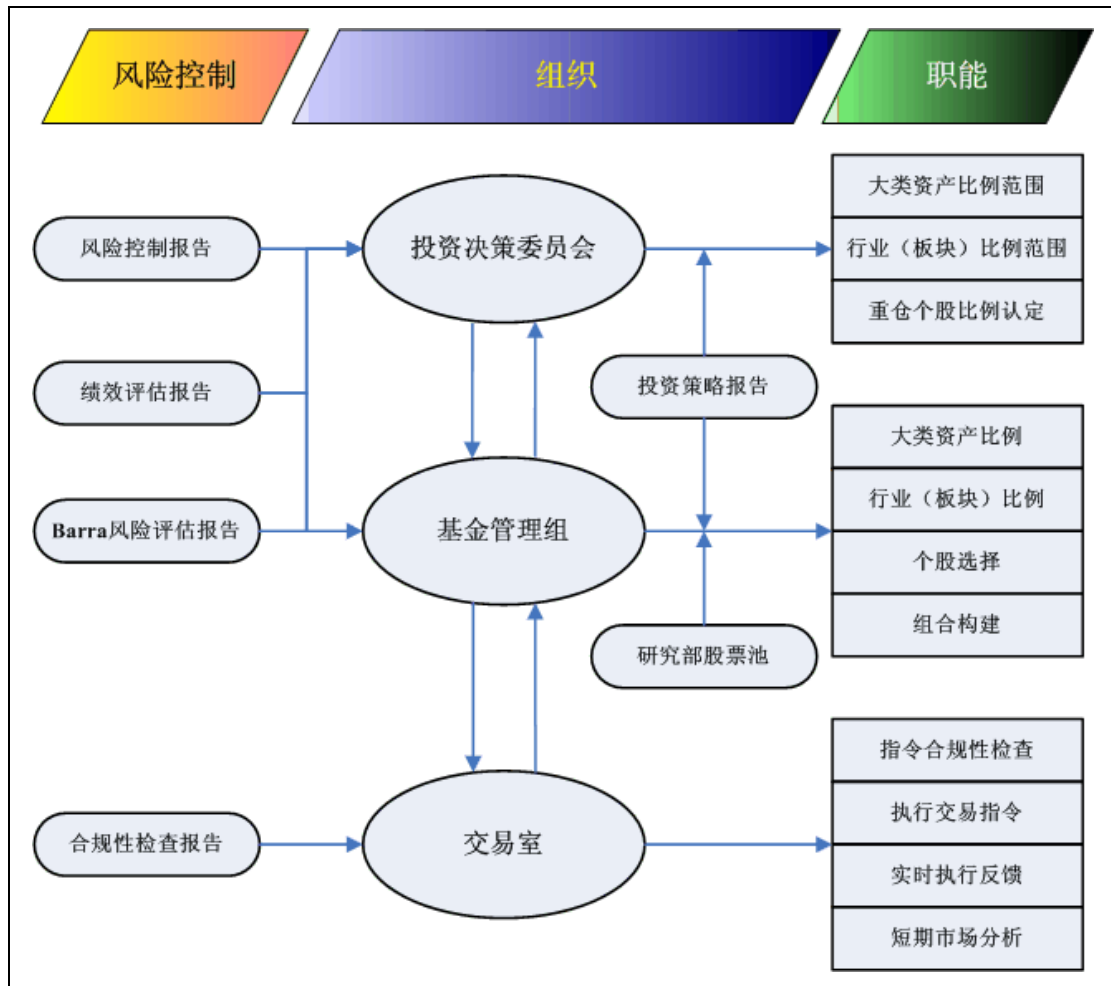 风险控制
组织
职能
风险控制报告
绩效评估报告
Barra风险评估报告
合规性检查报告
投资决策委员会
基金管理组
交易室
投资策略报告
研究部股票池
大类资产比例范围
行业（板块）比例范围
重仓个股比例认定
大类资产比例
行业（板块）比例
个股选择
组合构建
指令合规性检查
执行交易指令
实时执行反馈
短期市场分析